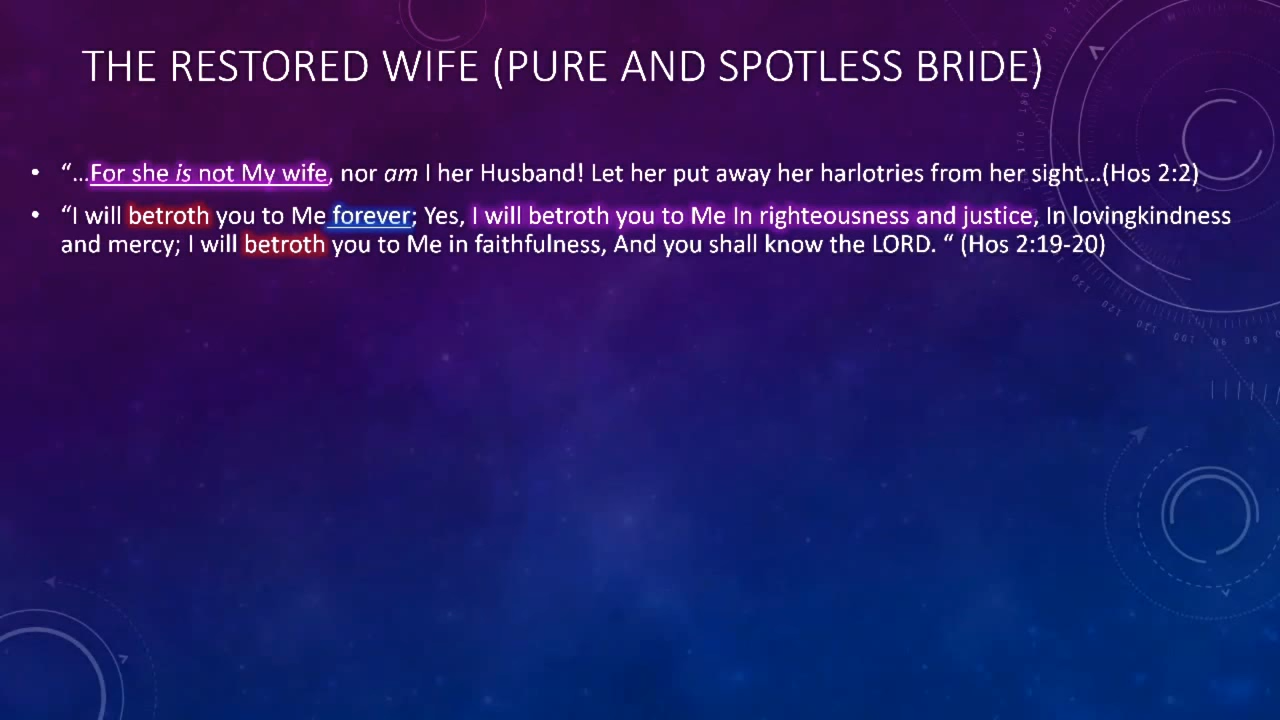 THE RESTORED WIFE (PURE AND SPOTLESS BRIDE)
• “…For she is not My wife, nor am I her Husband! Let her put away her harlotries from her sight…(Hos 2:2)
• “I will betroth you to Me forever; Yes, I will betroth you to Me In righteousness and justice, In lovingkindness
and mercy; I will betroth you to Me in faithfulness, And you shall know the LORD. “ (Hos 2:19-20)